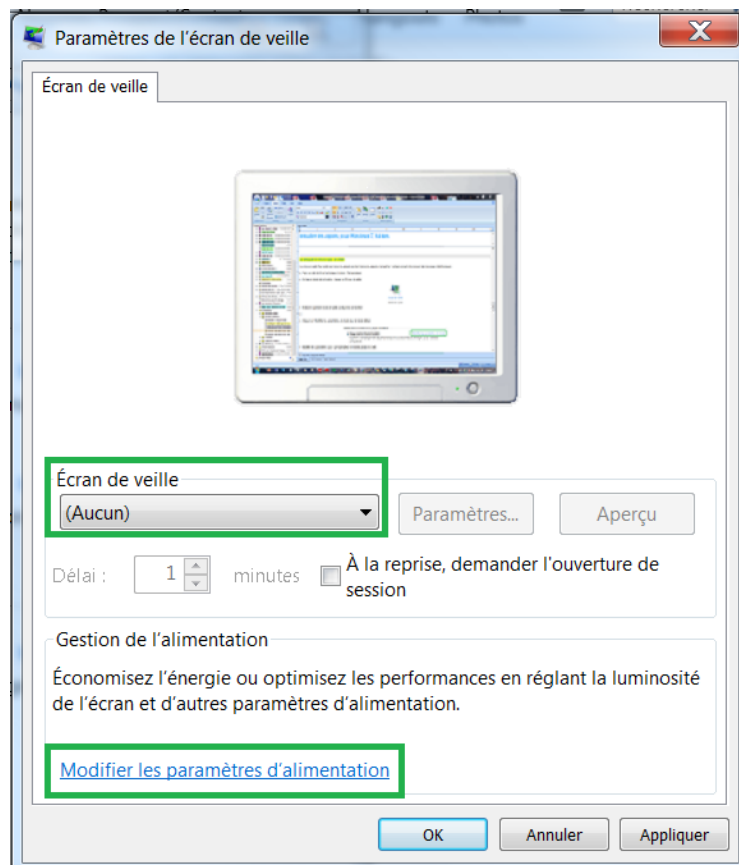 Paramètres de l'écran de veille
Écran de veille
Écran de veille
(Aucun)
Paramètres...
Aperçu
Délai :
1
minutes
À la reprise, demander l'ouverture de
session
Gestion de l'alimentation
Économisez l'énergie ou optimisez les performances en réglant la luminosité
de l'écran et d'autres paramètres d'alimentation.
Modifier les paramètres d'alimentation
OK
Annuler
Appliquer